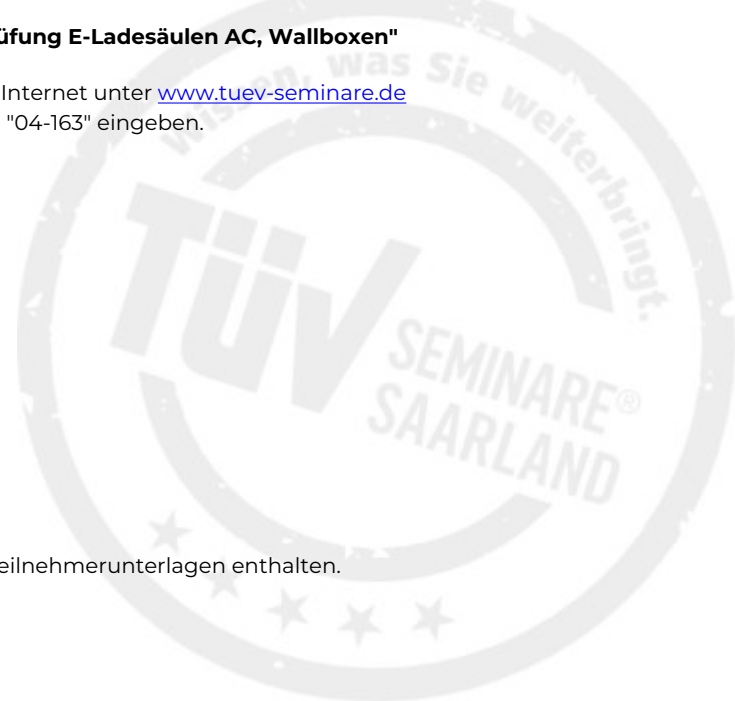 üfung E-Ladesäulen AC, Wallboxen"
Internet unter www.tuev-seminare.de
"04-163" eingeben.
Wissen, was Sie weiterbringt.
TÜV
SEMINARE®
SAARLAND
eilnehmerunterlagen enthalten.